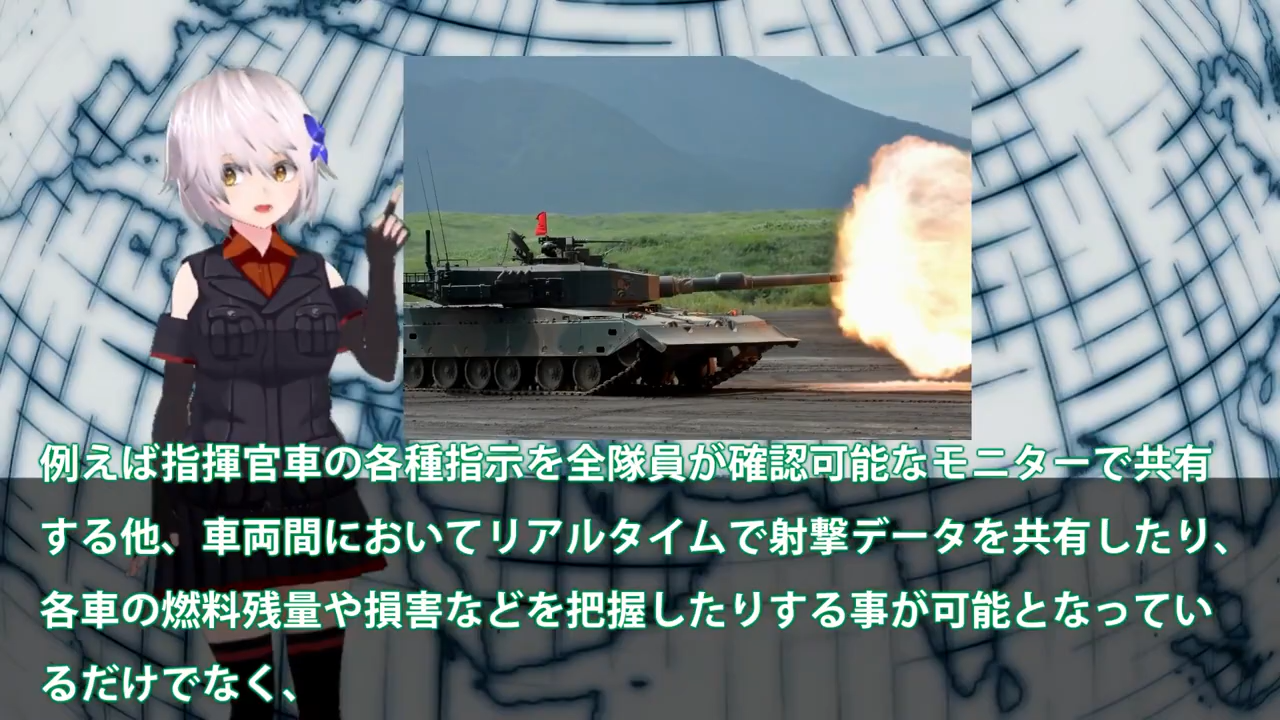 例えば指揮官車の各種指示を全隊員が確認可能なモニターで共有
する他、車両間においてリアルタイムで射撃データを共有したり、
各車の燃料残量や損害などを把握したりする事が可能となってい
るだけでなく、